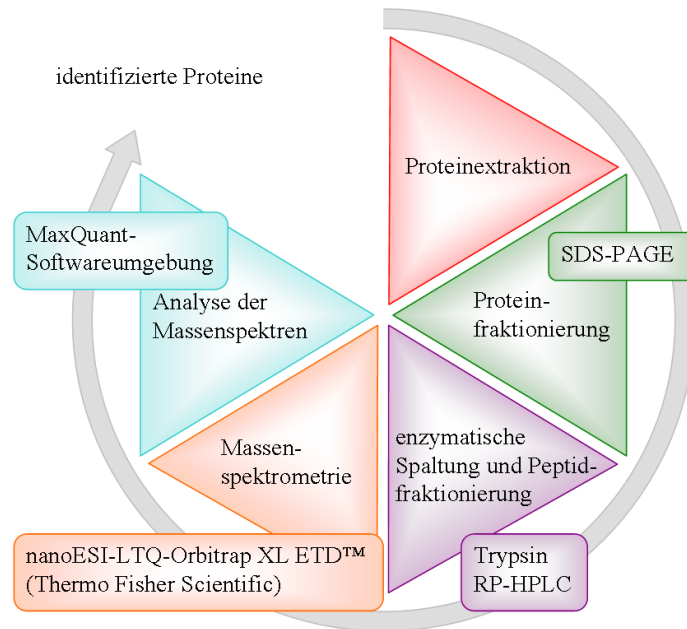 identifizierte Proteine
Proteinextraktion
SDS-PAGE
Protein-
fraktionierung
enzymatische
Spaltung und Peptid-
fraktionierung
Trypsin
RP-HPLC
Massen-
spektrometrie
nanoESI-LTQ-Orbitrap XL ETD™
(Thermo Fisher Scientific)
MaxQuant-
Softwareumgebung
Analyse der
Massenspektren